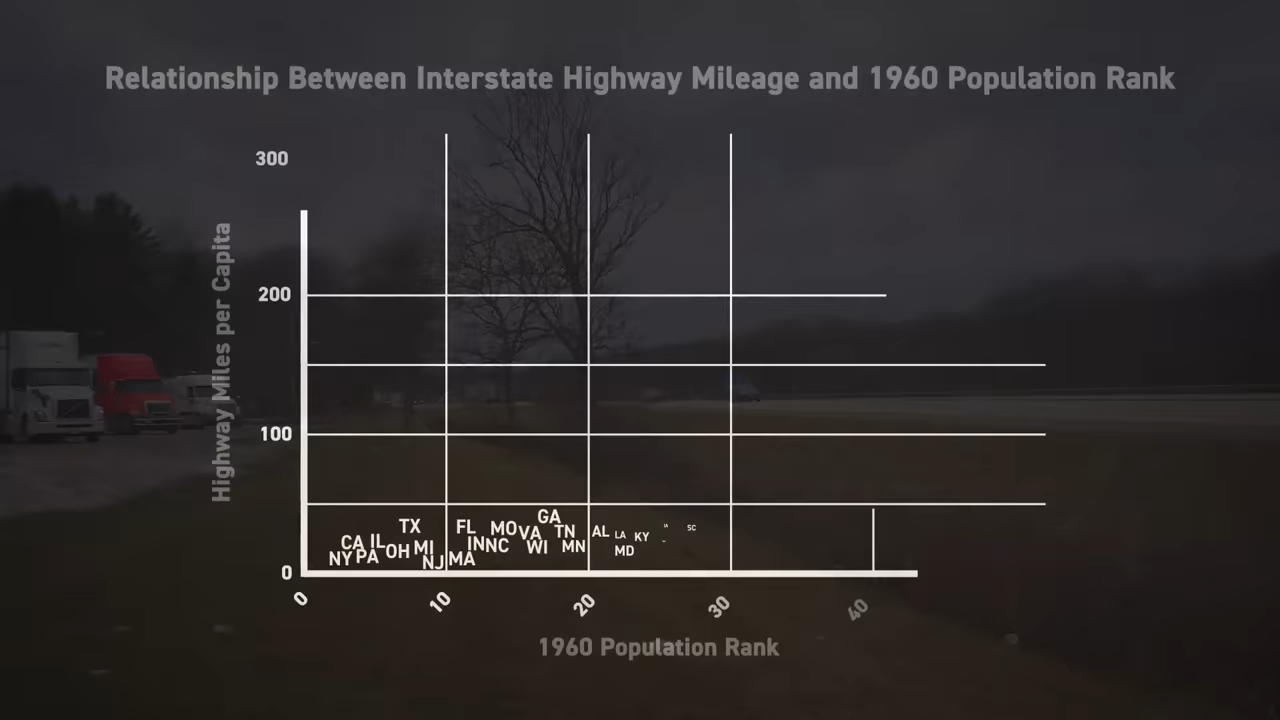 Relationship Between Interstate Highway Mileage and 1960 Population Rank
300
200
100
0
Highway Miles per Capita
GA
TX FL MO VA TN AL LA KY SC
CA IL IN NC WI MN MD
NY PA OH MI NJ MA
0 10 20 30 40
1960 Population Rank